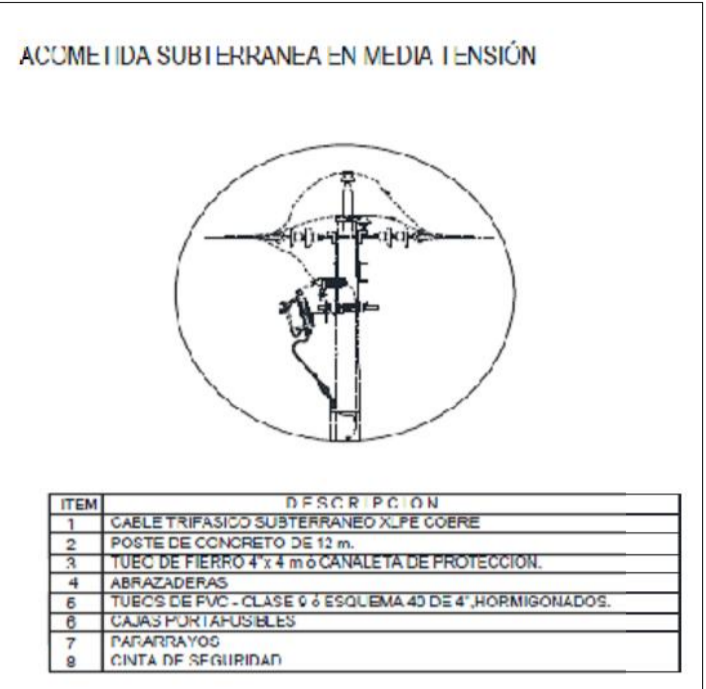 ACOMETIDA SUBTERRANEA EN MEDIA TENSIÓN
ITEM DESCRIPCION
1 CABLE TRIFASICO SUBTERRANEO XLPE COBRE
2 POSTE DE CONCRETO DE 12 m.
3 TUBO DE FIERRO 4"x 4 m ó CANALETA DE PROTECCION.
4 ABRAZADERAS
5 TUBOS DE PVC - CLASE 9 ó ESQUEMA 40 DE 4",HORMIGONADOS.
6 CAJAS PORTAFUSIBLES
7 PARARRAYOS
8 CINTA DE SEGURIDAD